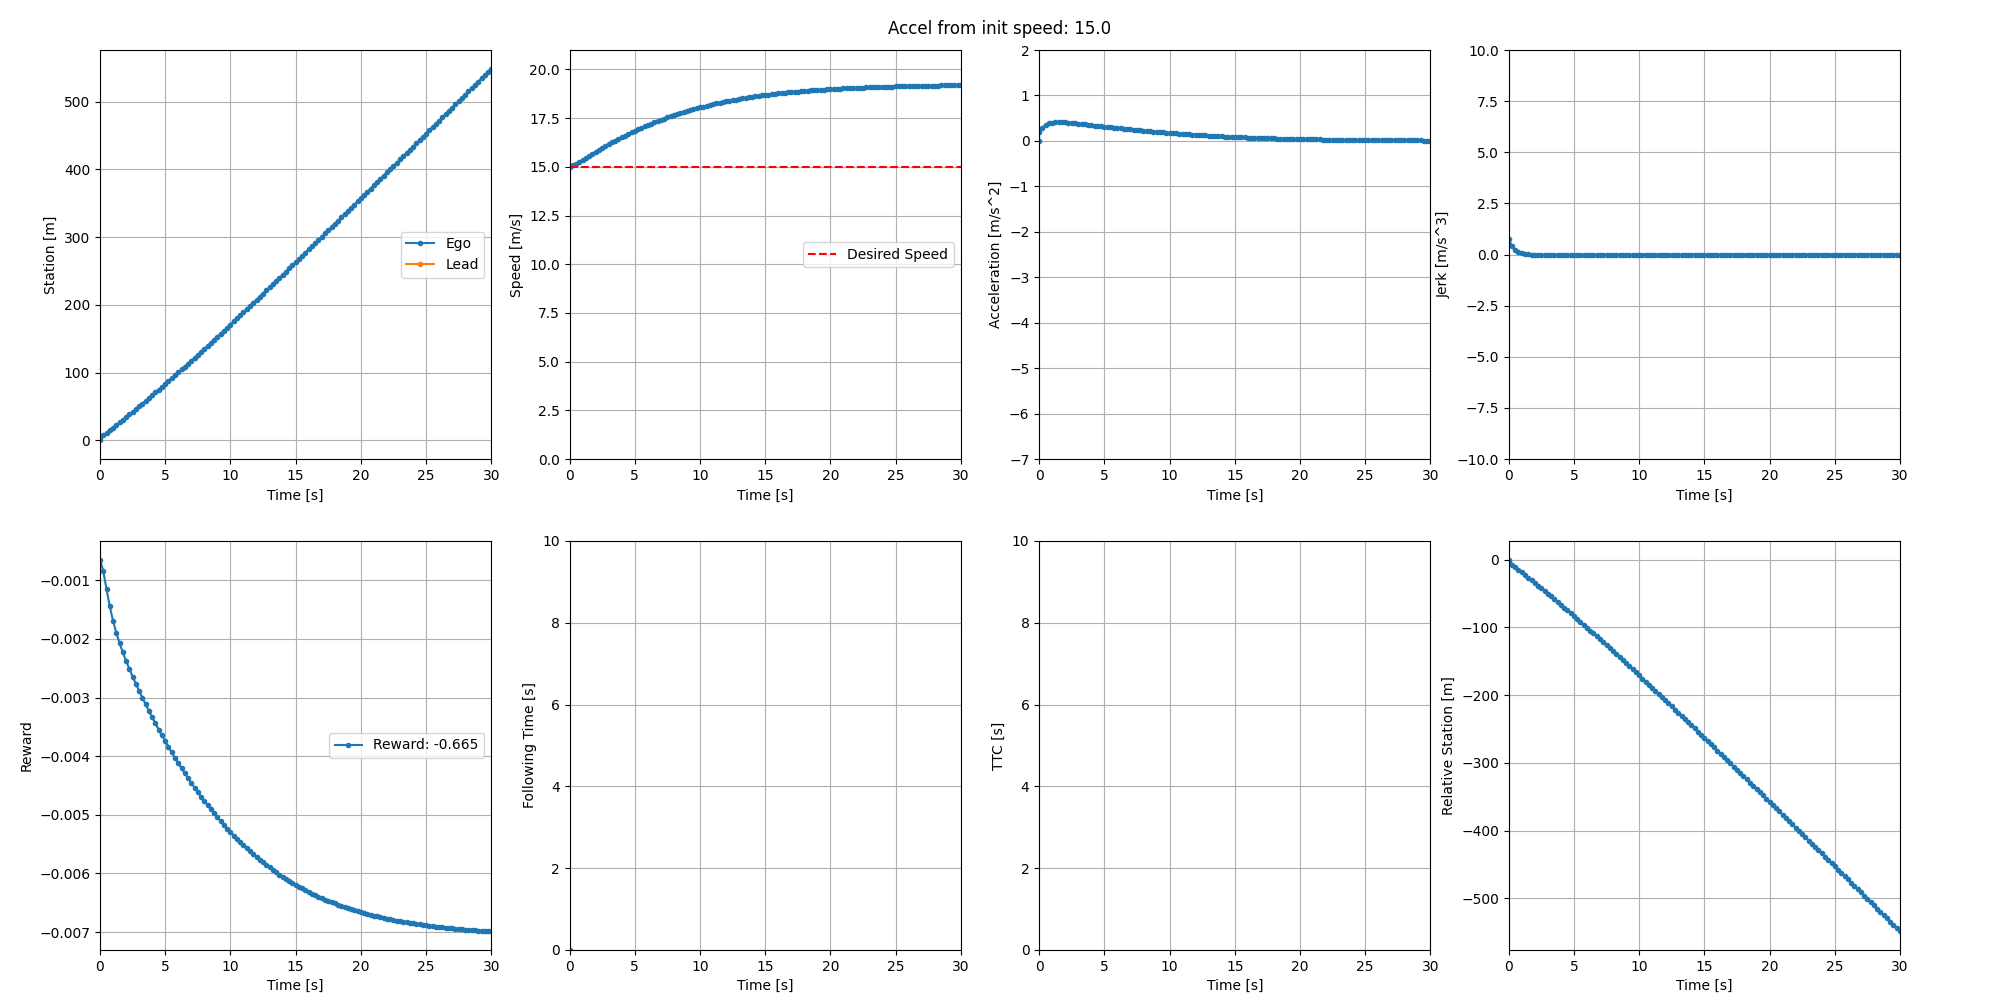 Accel from init speed: 15.0
Station [m]
500
400
300
200
100
0
Ego
Lead
0 5 10 15 20 25 30
Time [s]
Speed [m/s]
20.0
17.5
15.0
12.5
10.0
7.5
5.0
2.5
0.0
Desired Speed
0 5 10 15 20 25 30
Time [s]
Acceleration [m/s^2]
2
1
0
−1
−2
−3
−4
−5
−6
−7
0 5 10 15 20 25 30
Time [s]
Jerk [m/s^3]
10.0
7.5
5.0
2.5
0.0
−2.5
−5.0
−7.5
−10.0
0 5 10 15 20 25 30
Time [s]
Reward
−0.001
−0.002
−0.003
−0.004
−0.005
−0.006
−0.007
Reward: -0.665
0 5 10 15 20 25 30
Time [s]
Following Time [s]
10
8
6
4
2
0
0 5 10 15 20 25 30
Time [s]
TTC [s]
10
8
6
4
2
0
0 5 10 15 20 25 30
Time [s]
Relative Station [m]
0
−100
−200
−300
−400
−500
0 5 10 15 20 25 30
Time [s]